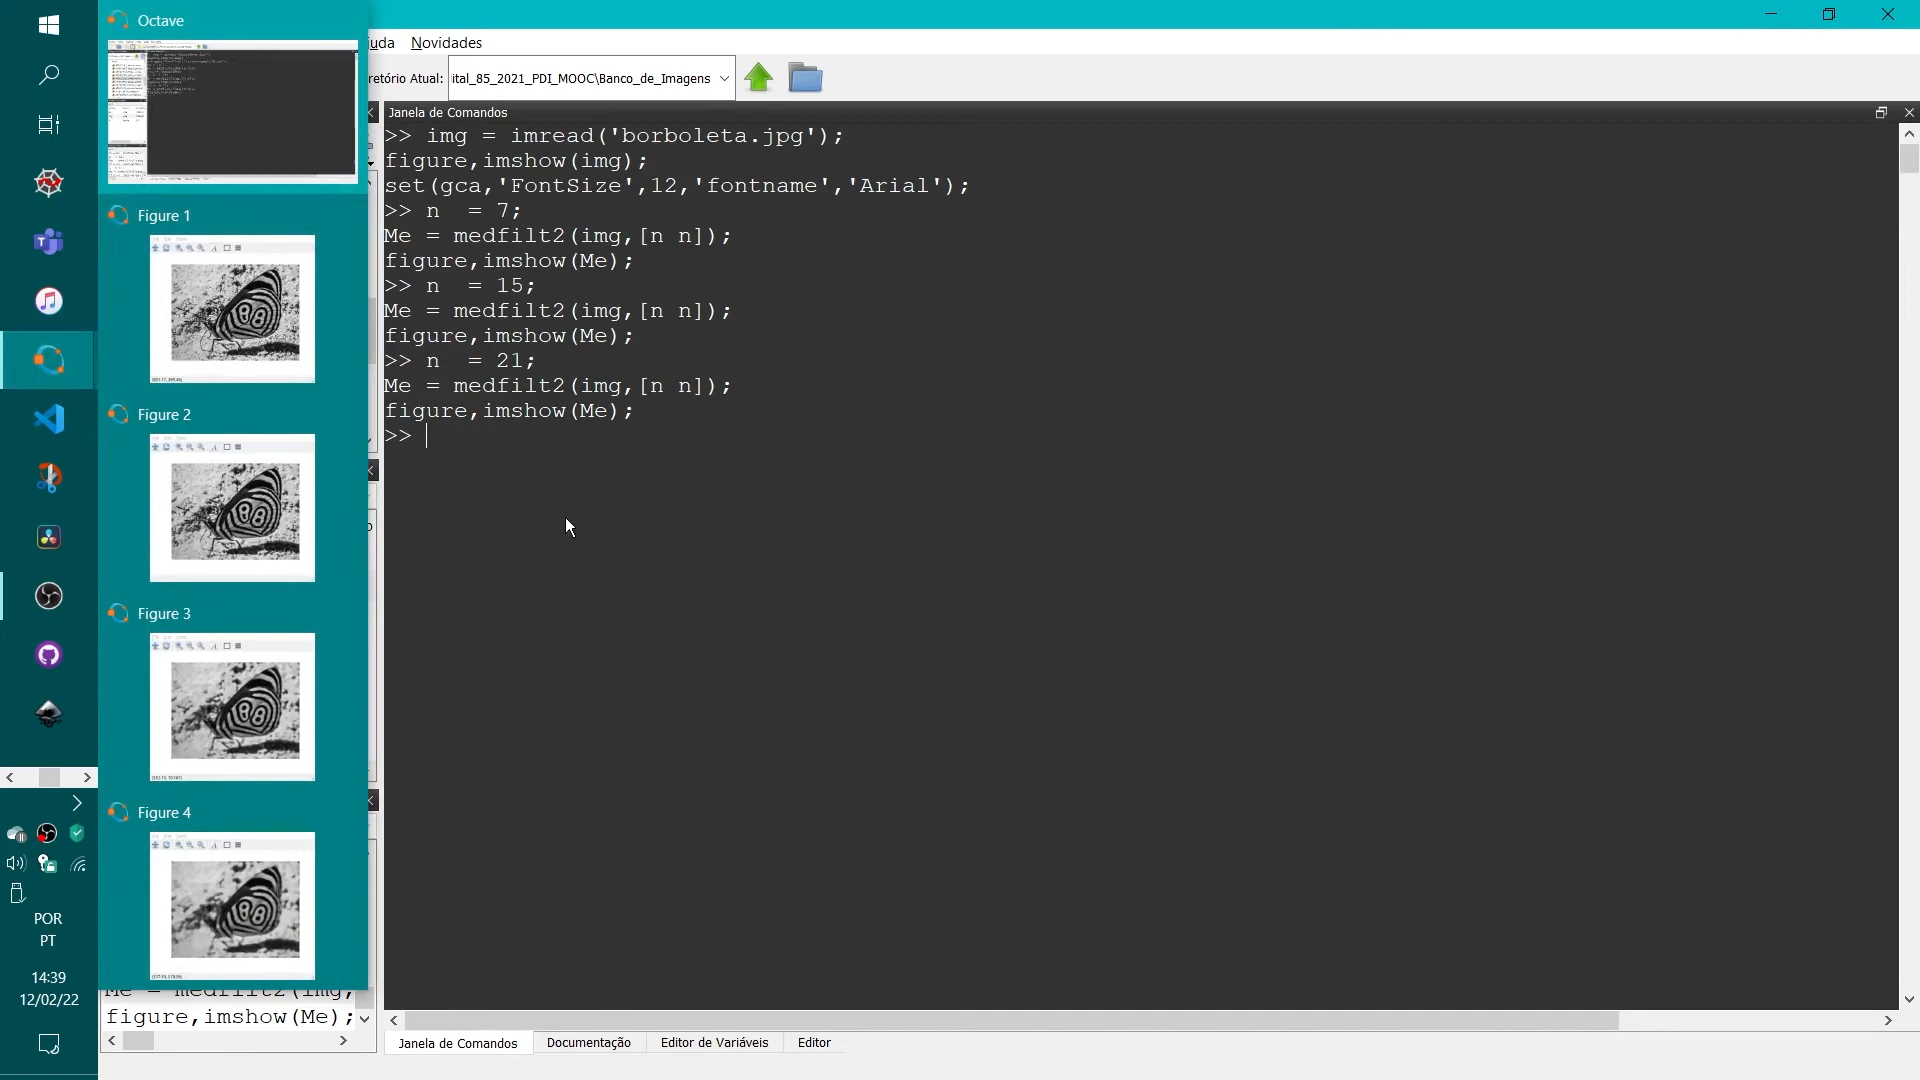 Octave
Figure 1
Figure 2
Figure 3
Figure 4
uda Novidades
retório Atual: ital_85_2021_PDI_MOOC\Banco_de_Imagens
Janela de Comandos
>> img = imread('borboleta.jpg');
figure,imshow(img);
set(gca,'FontSize',12,'fontname','Arial');
>> n  = 7;
Me = medfilt2(img,[n n]);
figure,imshow(Me);
>> n  = 15;
Me = medfilt2(img,[n n]);
figure,imshow(Me);
>> n  = 21;
Me = medfilt2(img,[n n]);
figure,imshow(Me);
>>
Me = medfilt2(img,
figure,imshow(Me);
Janela de Comandos Documentação Editor de Variáveis Editor
POR
PT
14:39
12/02/22